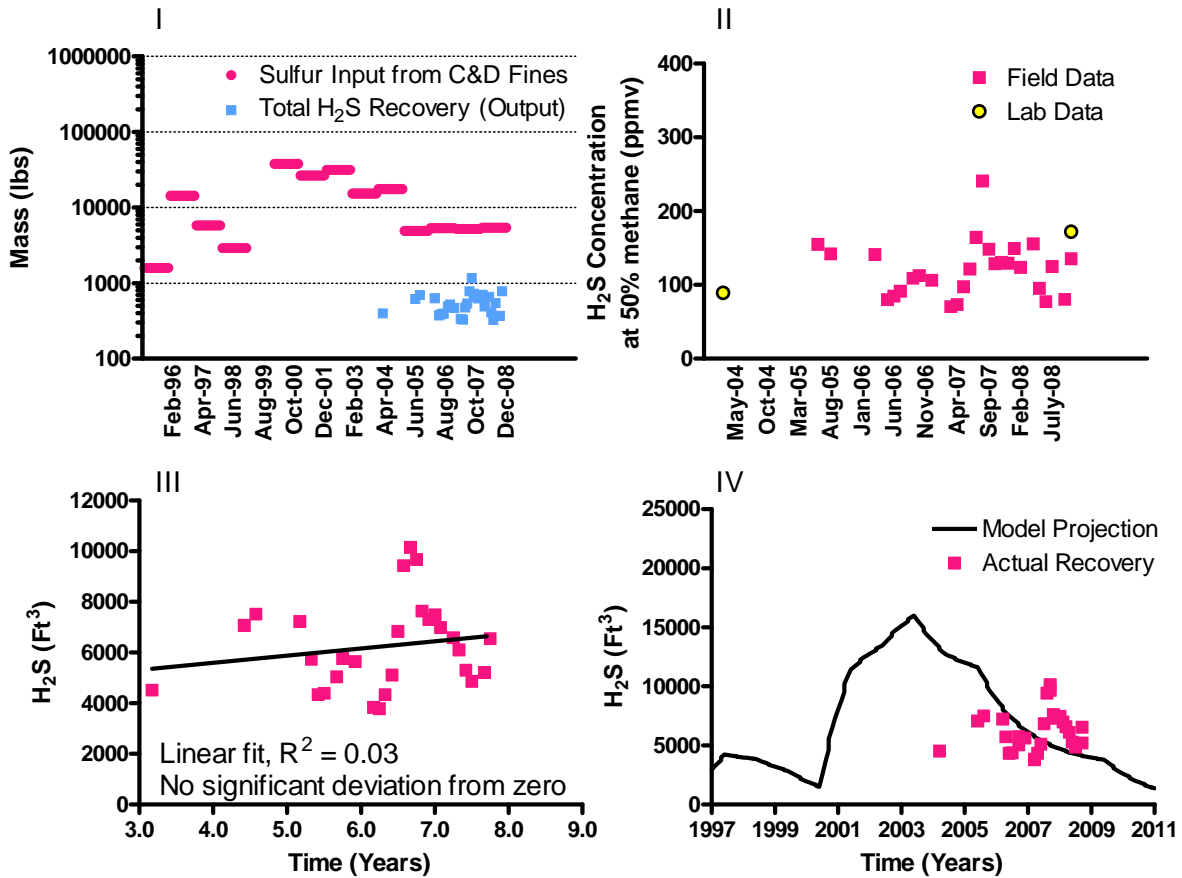 I
Mass (lbs)
1000000
100000
10000
1000
100
Sulfur Input from C&D Fines
Total H₂S Recovery (Output)
Feb-96
Apr-97
Jun-98
Aug-99
Oct-00
Dec-01
Feb-03
Apr-04
Jun-05
Aug-06
Oct-07
Dec-08
II
H₂S Concentration
at 50% methane (ppmv)
400
300
200
100
0
Field Data
Lab Data
May-04
Oct-04
Mar-05
Aug-05
Jan-06
Jun-06
Nov-06
Apr-07
Sep-07
Feb-08
July-08
III
H₂S (Ft³)
12000
10000
8000
6000
4000
2000
0
Linear fit, R² = 0.03
No significant deviation from zero
3.0 4.0 5.0 6.0 7.0 8.0 9.0
Time (Years)
IV
H₂S (Ft³)
25000
20000
15000
10000
5000
0
Model Projection
Actual Recovery
1997 1999 2001 2003 2005 2007 2009 2011
Time (Years)